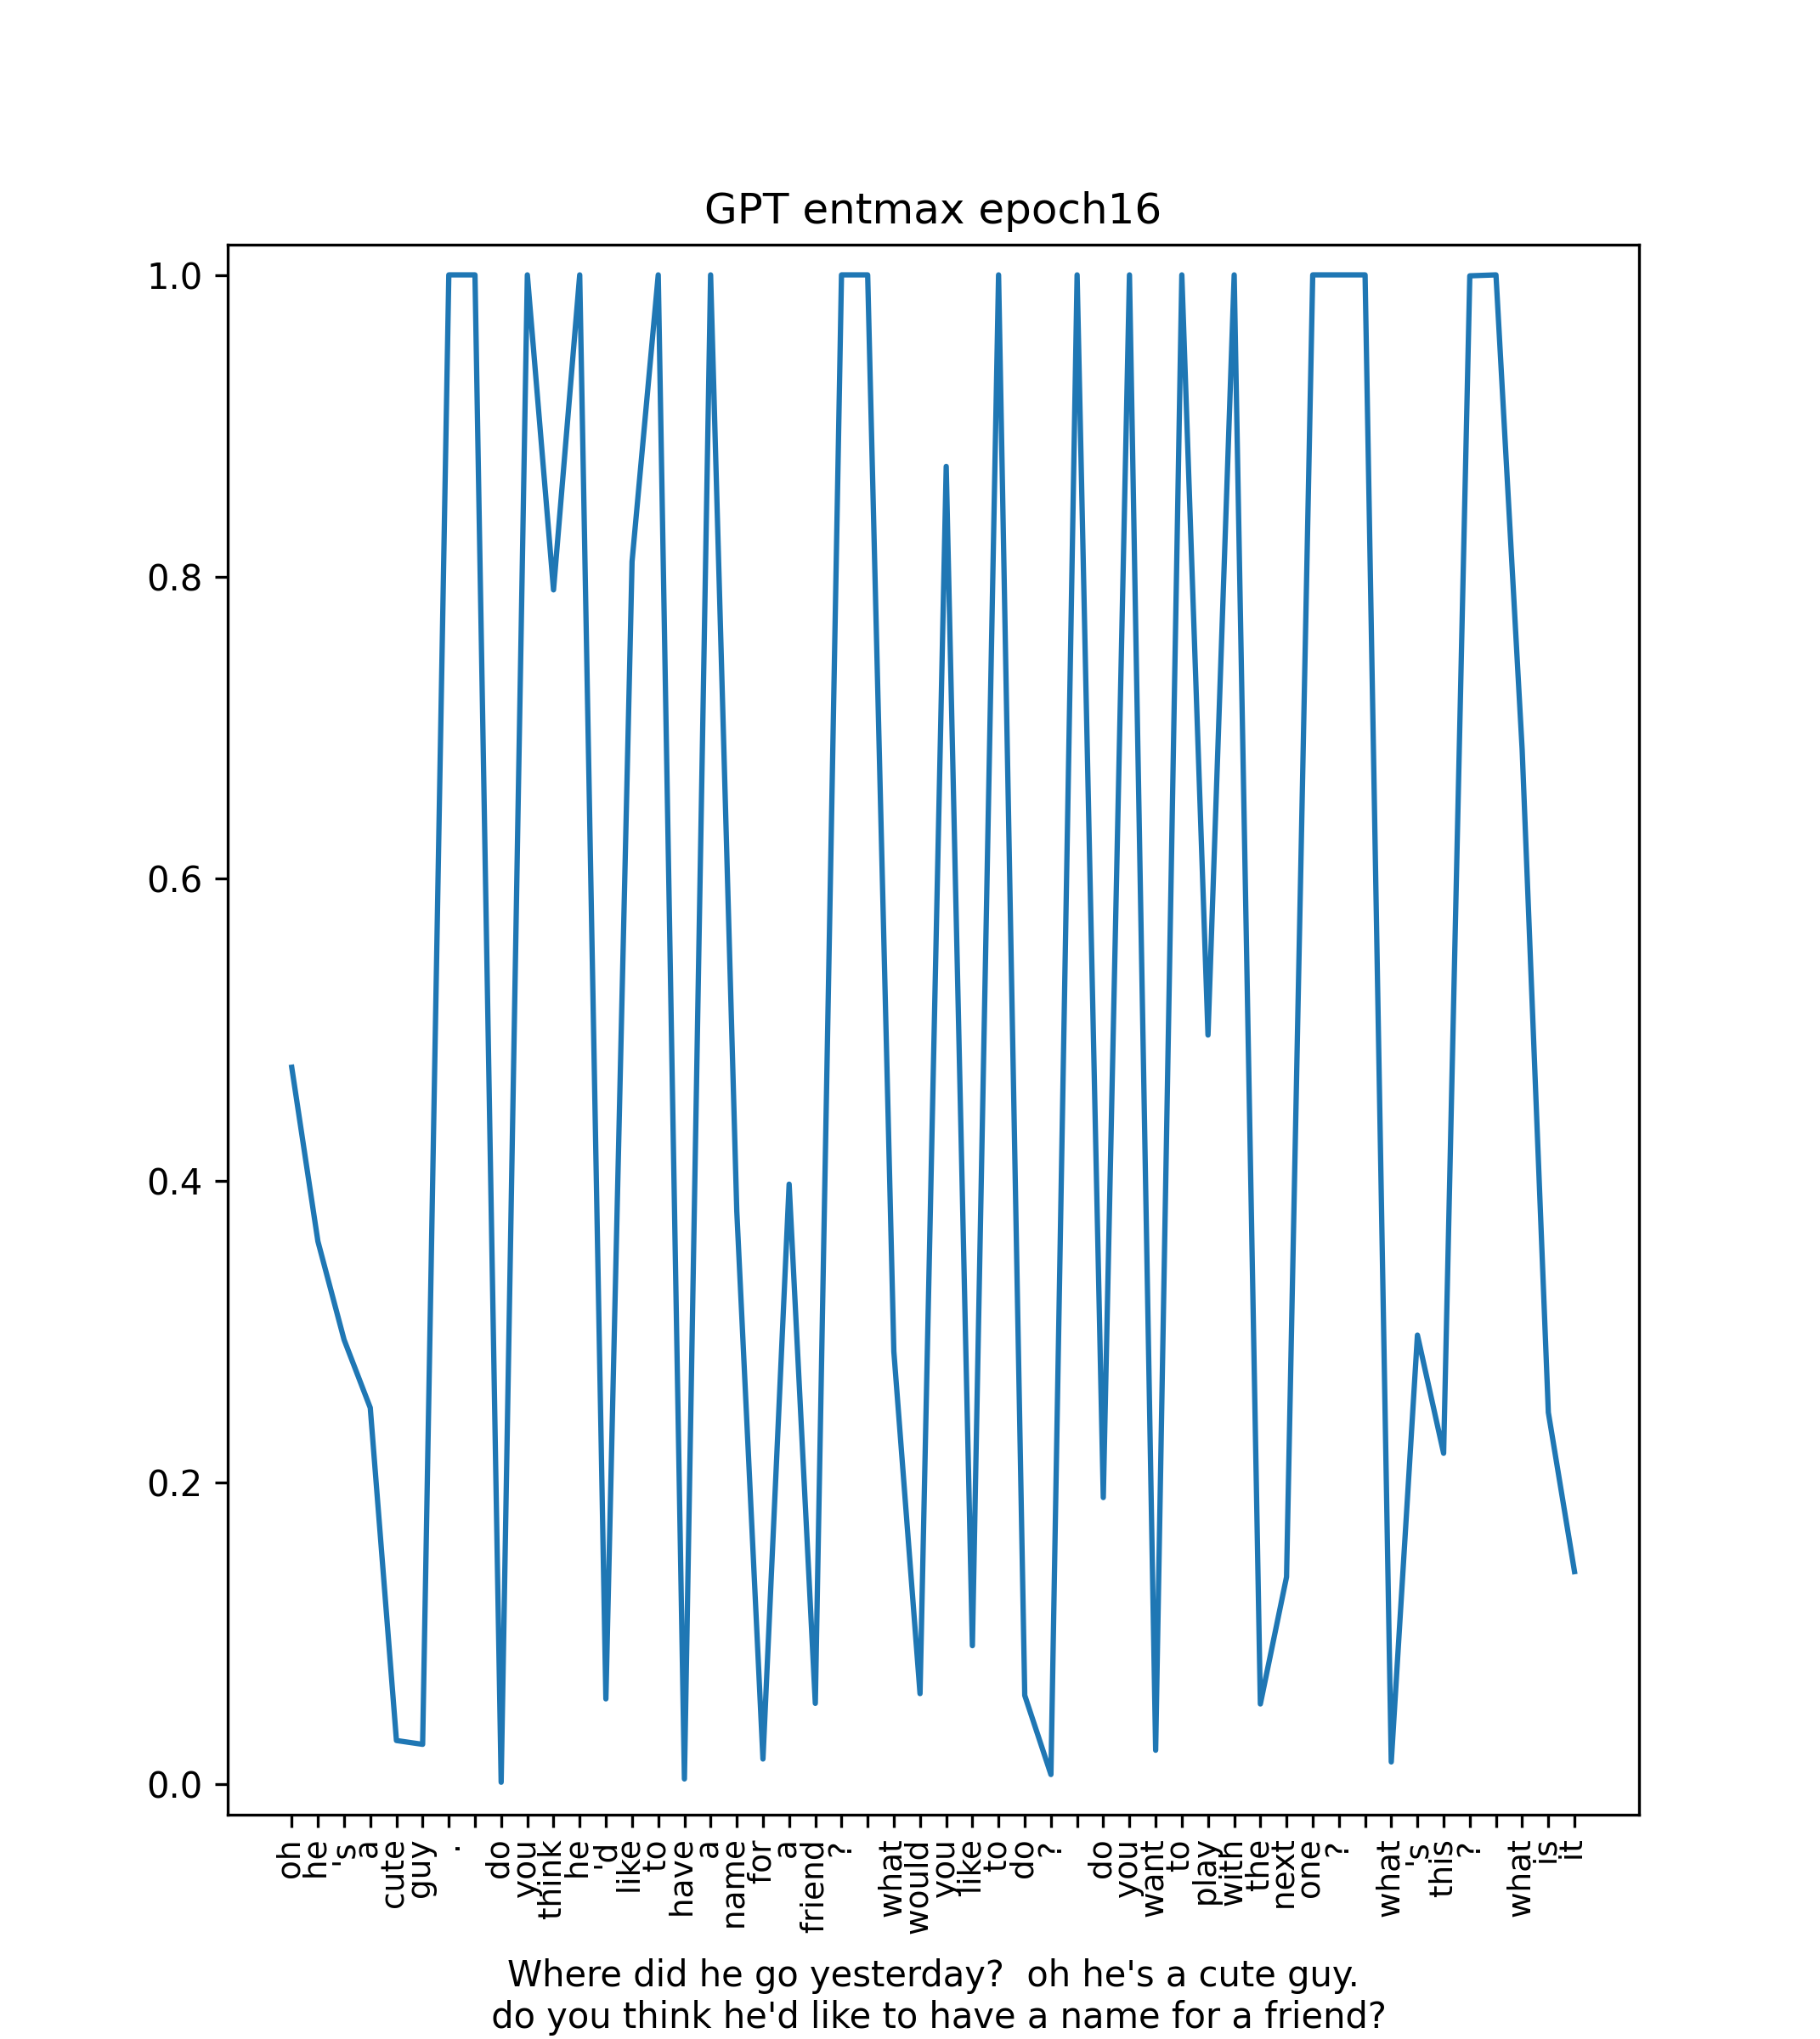 GPT entmax epoch16
1.0
0.8
0.6
0.4
0.2
0.0
oh
he
's
a
cute
guy
.
do
you
think
he
'd
like
to
have
a
name
for
a
friend
?
what
would
you
like
to
do
?
do
you
want
to
play
with
the
next
one
?
what
's
this
?
what
is
it
Where did he go yesterday?  oh he's a cute guy.
do you think he'd like to have a name for a friend?